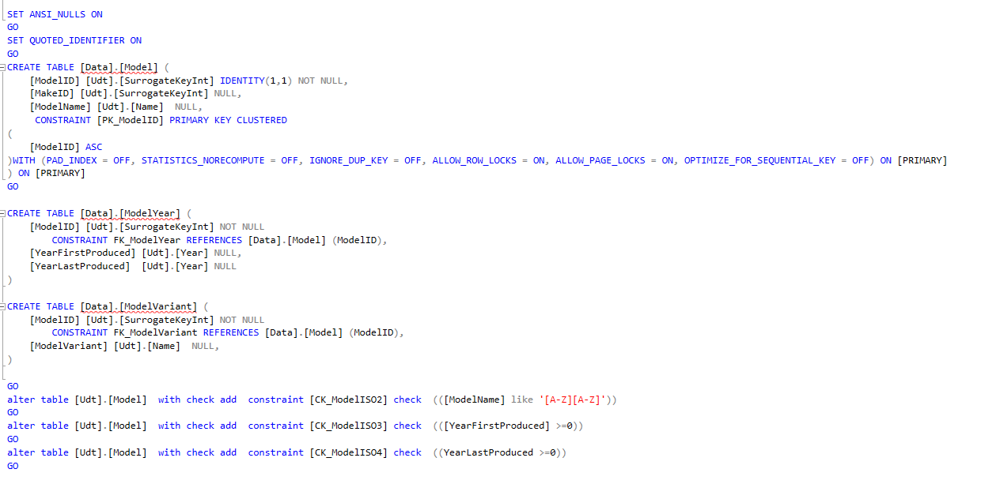 SET ANSI_NULLS ON
GO
SET QUOTED_IDENTIFIER ON
GO
CREATE TABLE [Data].[Model] (
    [ModelID] [Udt].[SurrogateKeyInt] IDENTITY(1,1) NOT NULL,
    [MakeID] [Udt].[SurrogateKeyInt] NULL,
    [ModelName] [Udt].[Name]  NULL,
     CONSTRAINT [PK_ModelID] PRIMARY KEY CLUSTERED
(
    [ModelID] ASC
)WITH (PAD_INDEX = OFF, STATISTICS_NORECOMPUTE = OFF, IGNORE_DUP_KEY = OFF, ALLOW_ROW_LOCKS = ON, ALLOW_PAGE_LOCKS = ON, OPTIMIZE_FOR_SEQUENTIAL_KEY = OFF) ON [PRIMARY]
) ON [PRIMARY]
GO
CREATE TABLE [Data].[ModelYear] (
    [ModelID] [Udt].[SurrogateKeyInt] NOT NULL
        CONSTRAINT FK_ModelYear REFERENCES [Data].[Model] (ModelID),
    [YearFirstProduced] [Udt].[Year] NULL,
    [YearLastProduced]  [Udt].[Year] NULL
)
CREATE TABLE [Data].[ModelVariant] (
    [ModelID] [Udt].[SurrogateKeyInt] NOT NULL
        CONSTRAINT FK_ModelVariant REFERENCES [Data].[Model] (ModelID),
    [ModelVariant] [Udt].[Name]  NULL,
)
GO
alter table [Udt].[Model]  with check add  constraint [CK_ModelISO2] check  (([ModelName] like '[A-Z][A-Z]'))
GO
alter table [Udt].[Model]  with check add  constraint [CK_ModelISO3] check  (([YearFirstProduced] >=0))
GO
alter table [Udt].[Model]  with check add  constraint [CK_ModelISO4] check  ((YearLastProduced >=0))
GO